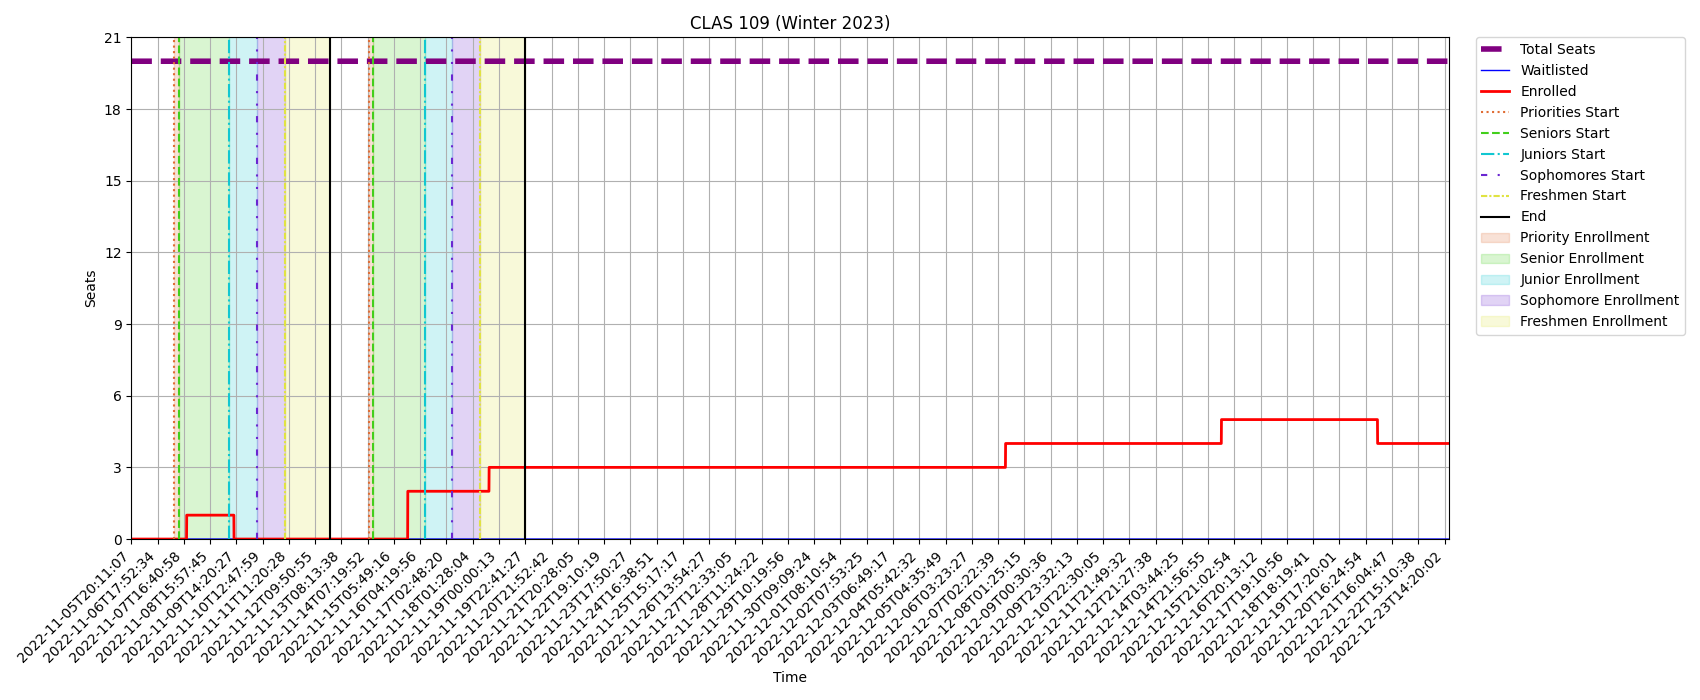 CLAS 109 (Winter 2023)
21
18
15
12
9
6
3
0
Seats
2022-11-05T20:11:07
2022-11-06T17:52:34
2022-11-07T16:40:58
2022-11-08T15:57:45
2022-11-09T14:20:27
2022-11-10T12:47:59
2022-11-11T11:20:28
2022-11-12T09:50:55
2022-11-13T08:13:38
2022-11-14T07:19:52
2022-11-15T05:49:16
2022-11-16T04:19:56
2022-11-17T02:48:20
2022-11-18T01:28:04
2022-11-19T00:00:13
2022-11-19T22:41:27
2022-11-20T21:52:42
2022-11-21T20:28:05
2022-11-22T19:10:19
2022-11-23T17:50:27
2022-11-24T16:38:51
2022-11-25T15:17:17
2022-11-26T13:54:27
2022-11-27T12:33:05
2022-11-28T11:24:22
2022-11-29T10:19:56
2022-11-30T09:09:24
2022-12-01T08:10:54
2022-12-02T07:53:25
2022-12-03T06:49:17
2022-12-04T05:42:32
2022-12-05T04:35:49
2022-12-06T03:23:27
2022-12-07T02:22:39
2022-12-08T01:25:15
2022-12-09T00:30:36
2022-12-09T23:32:13
2022-12-10T22:30:05
2022-12-11T21:49:32
2022-12-12T21:27:38
2022-12-14T03:44:25
2022-12-14T21:56:55
2022-12-15T21:02:54
2022-12-16T20:13:12
2022-12-17T19:10:56
2022-12-18T18:19:41
2022-12-19T17:20:01
2022-12-20T16:24:54
2022-12-21T16:04:47
2022-12-22T15:10:38
2022-12-23T14:20:02
Time
Total Seats
Waitlisted
Enrolled
Priorities Start
Seniors Start
Juniors Start
Sophomores Start
Freshmen Start
End
Priority Enrollment
Senior Enrollment
Junior Enrollment
Sophomore Enrollment
Freshmen Enrollment